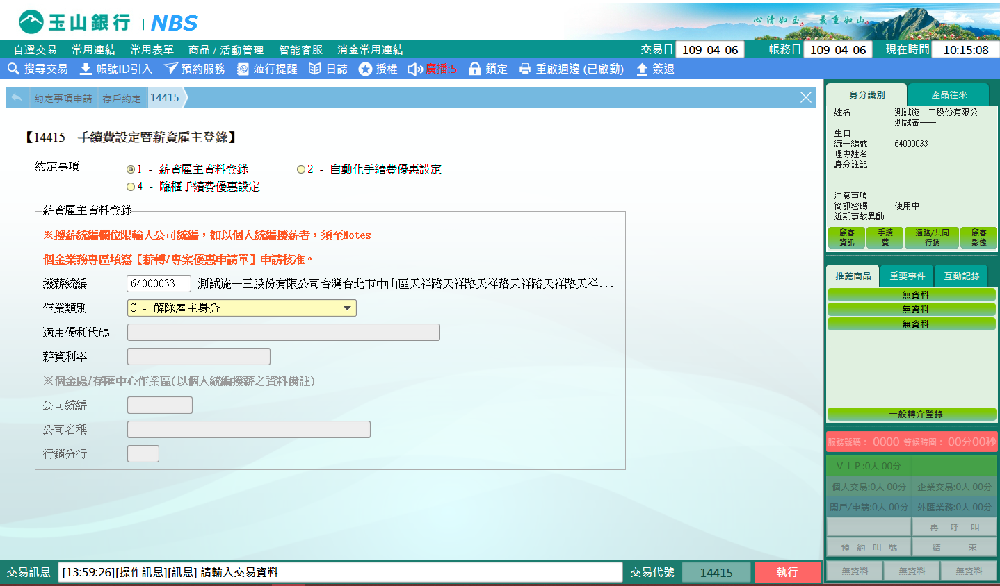 玉山銀行 NBS
心清如玉。 義重如山。
自選交易 常用連結 常用表單 商品 / 活動管理 智能客服 消金常用連結 交易日 109-04-06 帳務日 109-04-06 現在時間 10:15:08
搜尋交易 帳號ID引入 預約服務 蒞行提醒 日誌 授權 廣播:5 鎖定 重啟週邊 (已啟動) 簽退
約定事項申請 存戶約定 14415
【14415 手續費設定暨薪資雇主登錄】
約定事項
1 - 薪資雇主資料登錄 2 - 自動化手續費優惠設定
4 - 臨櫃手續費優惠設定
薪資雇主資料登錄
※撥薪統編欄位限輸入公司統編，如以個人統編撥薪者，須至Notes
個金業務專區填寫［薪轉/專案優惠申請單］申請核准。
撥薪統編 64000033 測試施一三股份有限公司台灣台北市中山區天祥路天祥路天祥路天祥路天祥路天祥...
作業類別 C - 解除雇主身分
適用優利代碼
薪資利率
※個金處/存匯中心作業區(以個人統編撥薪之資料備註)
公司統編
公司名稱
行銷分行
交易訊息 [13:59:26][操作訊息][訊息] 請輸入交易資料 交易代號 14415 執行
身分識別 產品往來
姓名 測試施一三股份有限公...
測試黃一一
生日
統一編號 64000033
理專姓名
身分註記
注意事項
簡訊密碼 使用中
近期事故異動
顧客資訊 手續費 通路/共同行銷 顧客影像
推薦商品 重要事件 互動記錄
無資料
無資料
無資料
一般轉介登錄
服務號碼： 0000 等候時間： 00分00秒
ＶＩＰ:0人 00分
個人交易:0人 00分 企業交易:0人 00分
開戶/申請:0人 00分 外匯業務:0人 00分
再 呼 叫
預 約 叫 號 結 束
無資料 無資料 無資料